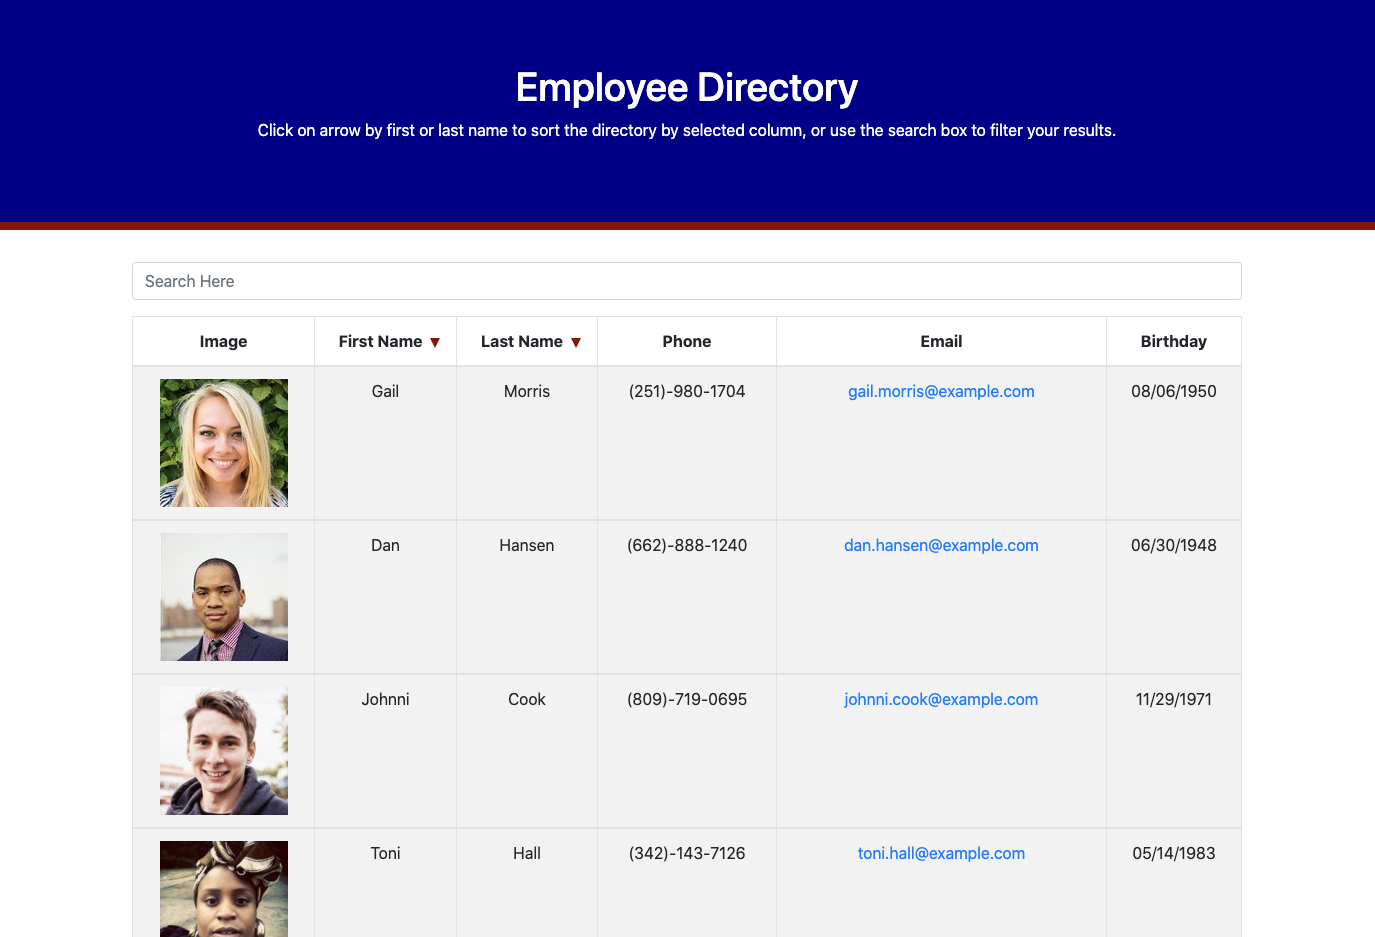 Employee Directory
Click on arrow by first or last name to sort the directory by selected column, or use the search box to filter your results.
Search Here
Image First Name ▼ Last Name ▼ Phone Email Birthday
Gail Morris (251)-980-1704 gail.morris@example.com 08/06/1950
Dan Hansen (662)-888-1240 dan.hansen@example.com 06/30/1948
Johnni Cook (809)-719-0695 johnni.cook@example.com 11/29/1971
Toni Hall (342)-143-7126 toni.hall@example.com 05/14/1983